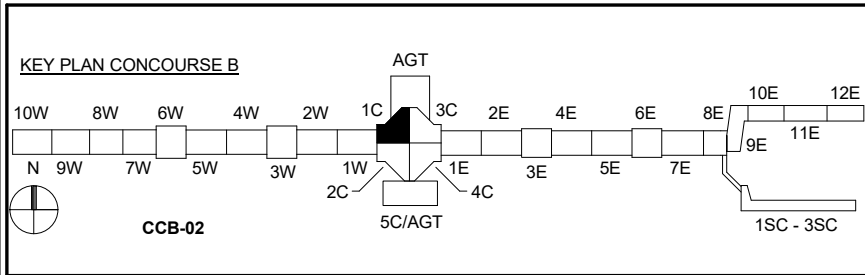 KEY PLAN CONCOURSE B
AGT
10W 8W 6W 4W 2W 1C 3C 2E 4E 6E 8E 10E 12E
N 9W 7W 5W 3W 1W 1E 3E 5E 7E 9E 11E
2C 4C
CCB-02 5C/AGT 1SC - 3SC